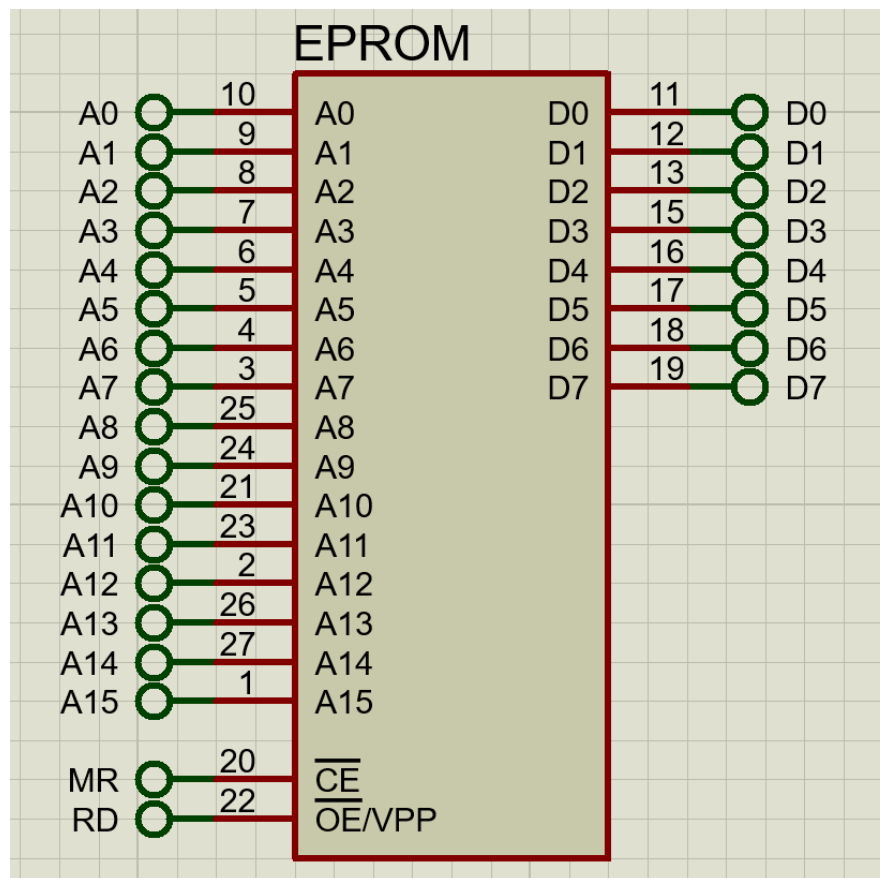 EPROM
A0 10 A0 D0 11 D0
A1 9 A1 D1 12 D1
A2 8 A2 D2 13 D2
A3 7 A3 D3 15 D3
A4 6 A4 D4 16 D4
A5 5 A5 D5 17 D5
A6 4 A6 D6 18 D6
A7 3 A7 D7 19 D7
A8 25 A8
A9 24 A9
A10 21 A10
A11 23 A11
A12 2 A12
A13 26 A13
A14 27 A14
A15 1 A15
MR 20 C̅E̅
RD 22 O̅E̅/VPP